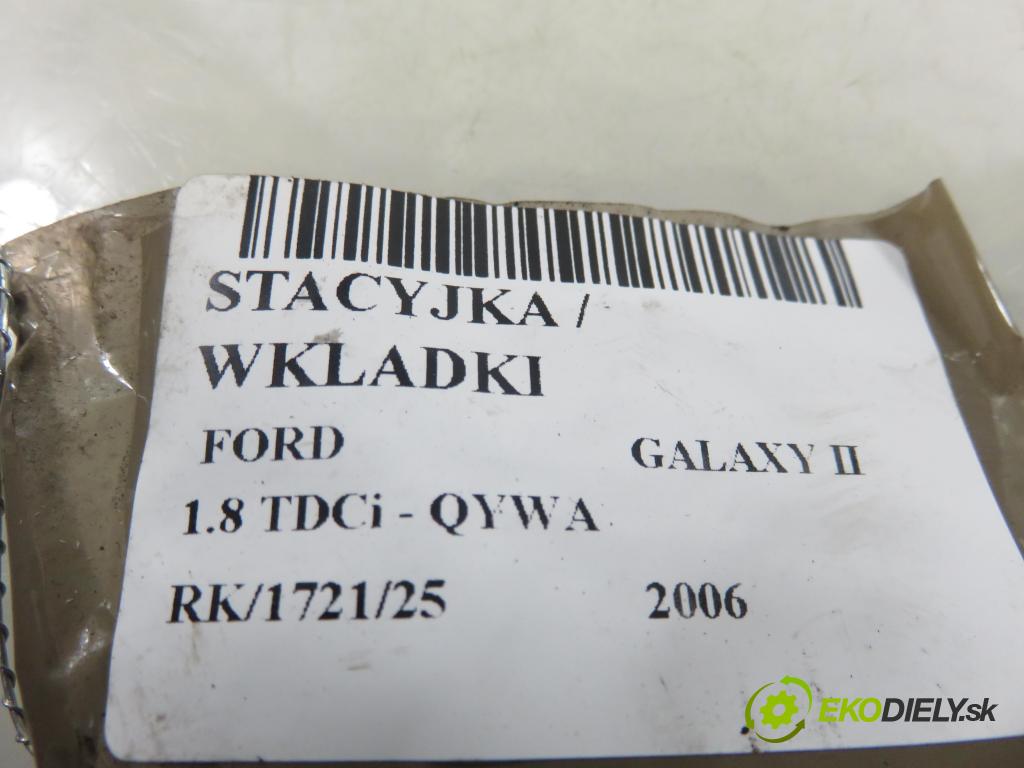 STACYJKA /
WKLADKI
FORD GALAXY II
1.8 TDCi - QYWA
RK/1721/25 2006
EKODIELY.sk